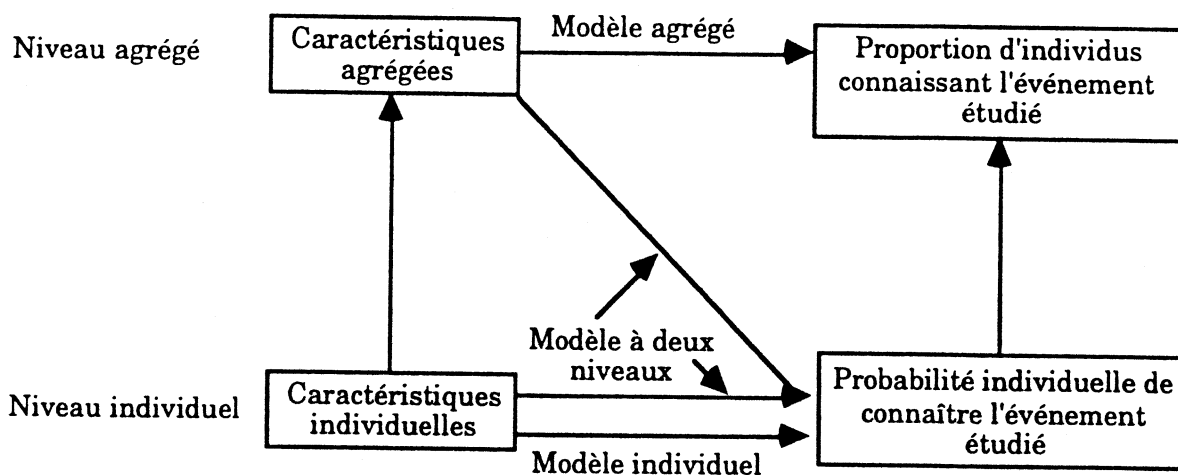 Niveau agrégé
Caractéristiques
agrégées
Modèle agrégé
Proportion d'individus
connaissant l'événement
étudié
Modèle à deux
niveaux
Niveau individuel
Caractéristiques
individuelles
Modèle individuel
Probabilité individuelle de
connaître l'événement
étudié